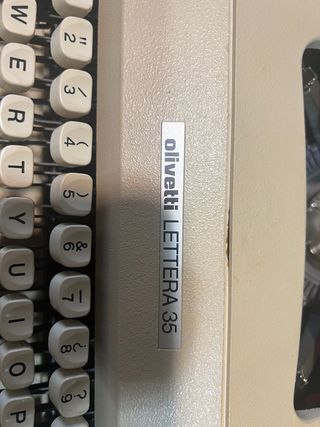 olivetti LETTERA 35
" / ( ) & _ ¿ ?
2 3 4 5 6 7 8 9
W E R T Y U I O P